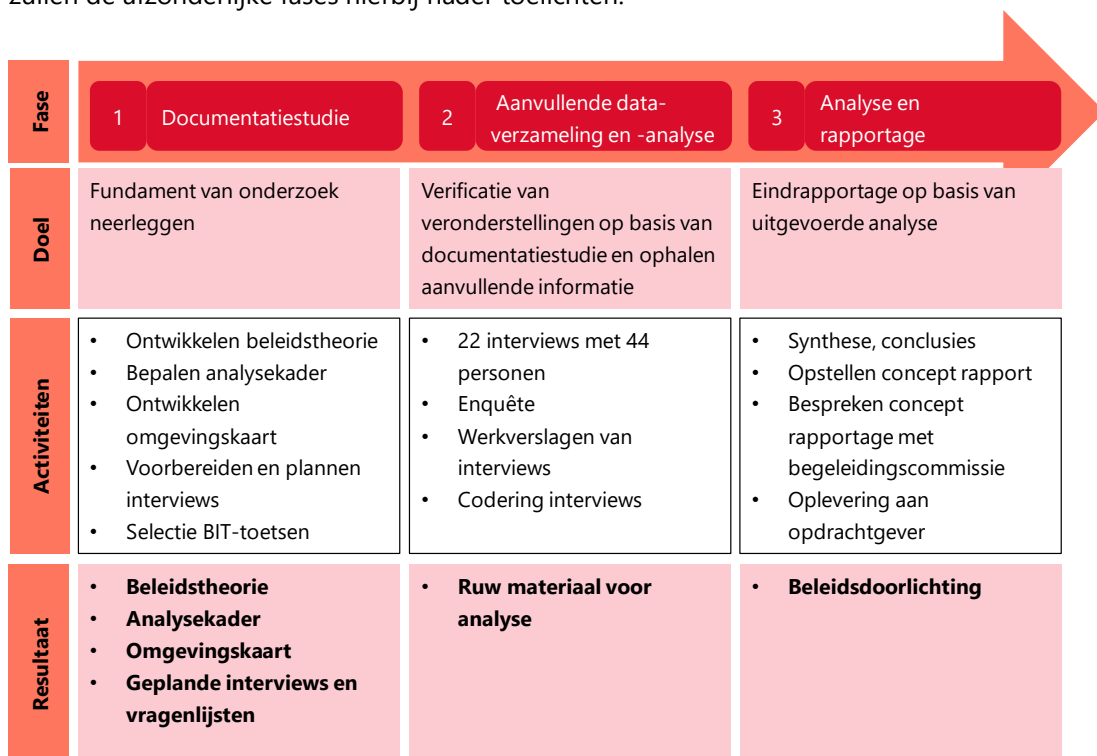 zullen de afzonderlijke fases hierbij nader toelichten.
Fase
1
Documentatiestudie
2
Aanvullende data-
verzameling en -analyse
3
Analyse en
rapportage
Doel
Fundament van onderzoek
neerleggen
Verificatie van
veronderstellingen op basis van
documentatiestudie en ophalen
aanvullende informatie
Eindrapportage op basis van
uitgevoerde analyse
Activiteiten
• Ontwikkelen beleidstheorie
• Bepalen analysekader
• Ontwikkelen
omgevingskaart
• Voorbereiden en plannen
interviews
• Selectie BIT-toetsen
• 22 interviews met 44
personen
• Enquête
• Werkverslagen van
interviews
• Codering interviews
• Synthese, conclusies
• Opstellen concept rapport
• Bespreken concept
rapportage met
begeleidingscommissie
• Oplevering aan
opdrachtgever
Resultaat
• Beleidstheorie
• Analysekader
• Omgevingskaart
• Geplande interviews en
vragenlijsten
• Ruw materiaal voor
analyse
• Beleidsdoorlichting